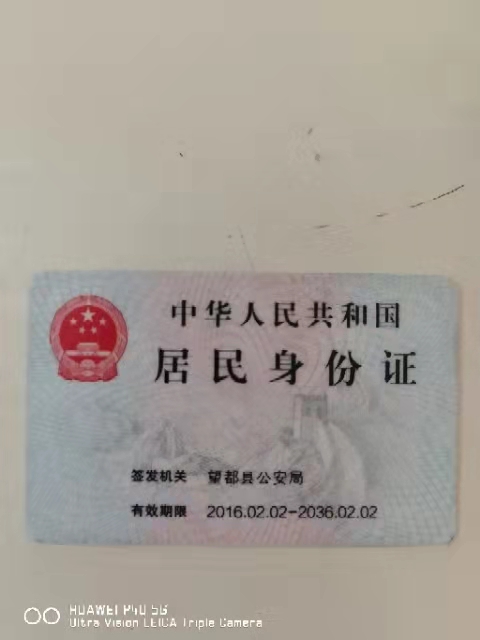 中华人民共和国
居民身份证
签发机关 望都县公安局
有效期限 2016.02.02-2036.02.02
HUAWEI P40 5G
Ultra Vision LEICA Triple Camera